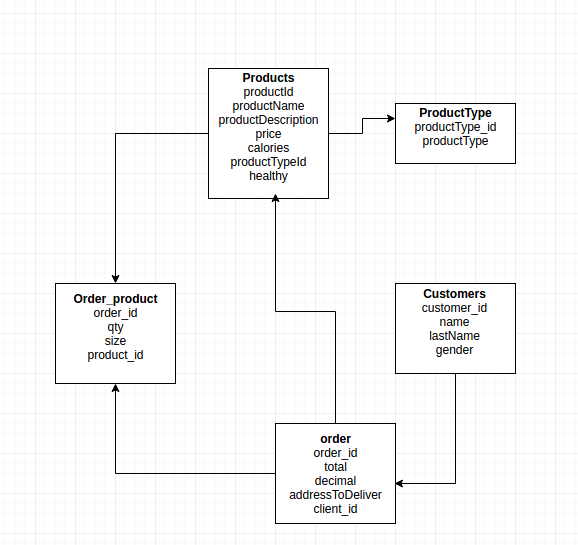 Products
productId
productName
productDescription
price
calories
productTypeId
healthy
ProductType
productType_id
productType
Order_product
order_id
qty
size
product_id
Customers
customer_id
name
lastName
gender
order
order_id
total
decimal
addressToDeliver
client_id